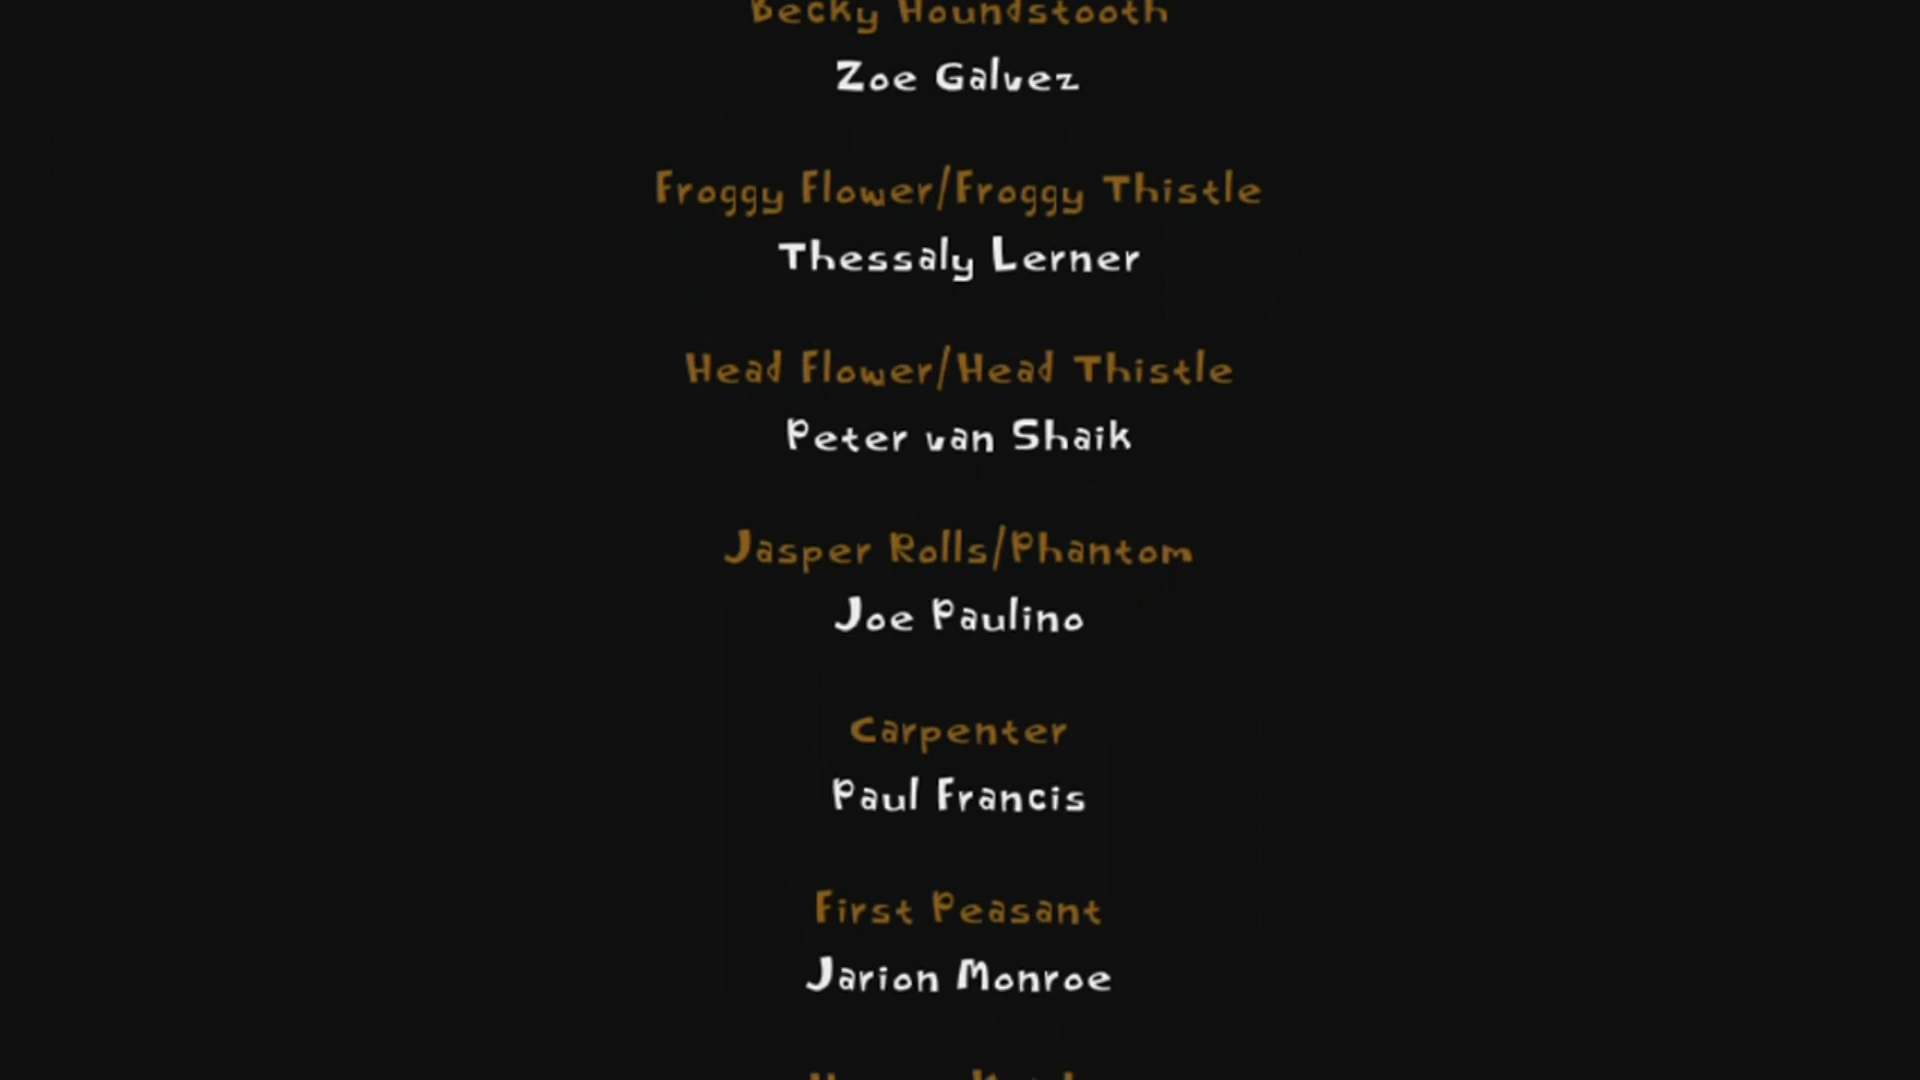 Becky Houndstooth
Zoe Galvez
Froggy Flower/Froggy Thistle
Thessaly Lerner
Head Flower/Head Thistle
Peter van Shaik
Jasper Rolls/Phantom
Joe Paulino
Carpenter
Paul Francis
First Peasant
Jarion Monroe